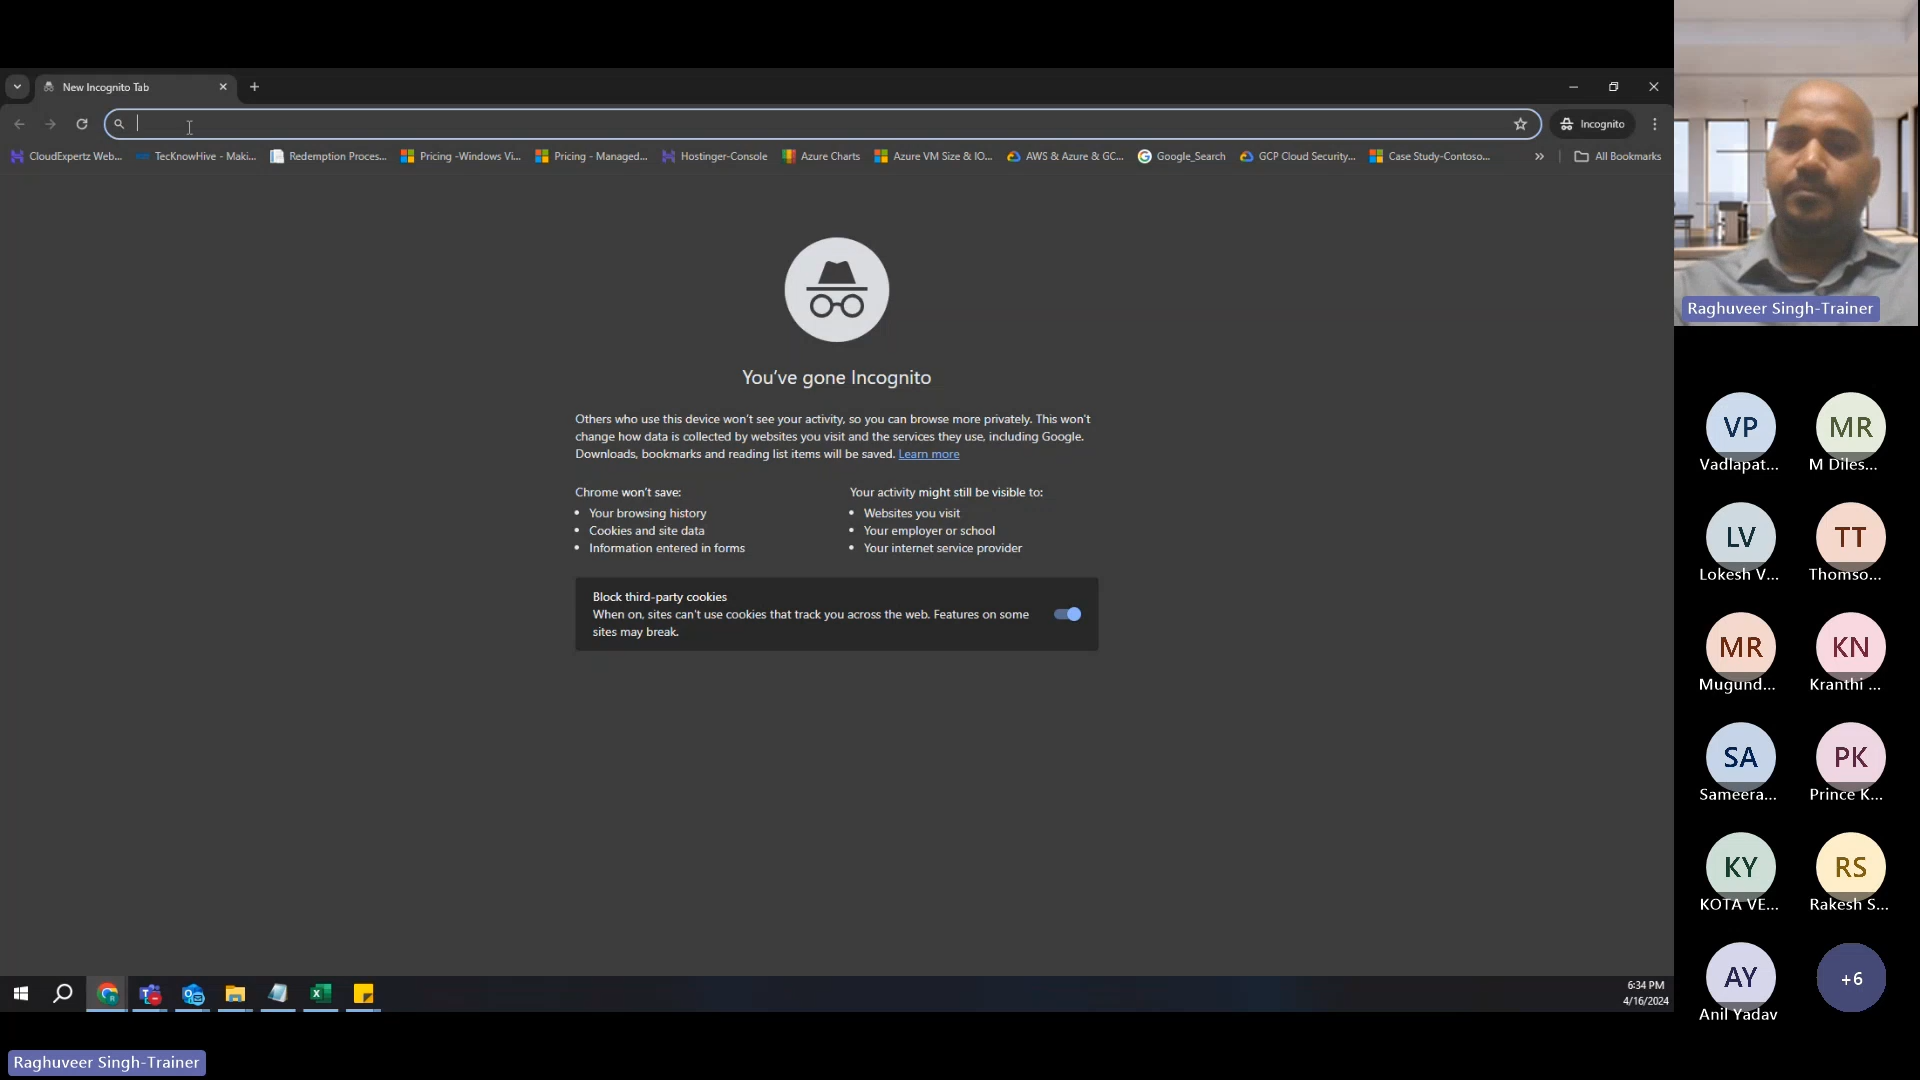 New Incognito Tab
Incognito
CloudExpertz Web...
TecKnowHive - Maki...
Redemption Proces...
Pricing -Windows Vi...
Pricing - Managed...
Hostinger-Console
Azure Charts
Azure VM Size & IO...
AWS & Azure & GC...
Google_Search
GCP Cloud Security...
Case Study-Contoso...
All Bookmarks
You've gone Incognito
Others who use this device won't see your activity, so you can browse more privately. This won't
change how data is collected by websites you visit and the services they use, including Google.
Downloads, bookmarks and reading list items will be saved. Learn more
Chrome won't save:
Your browsing history
Cookies and site data
Information entered in forms
Your activity might still be visible to:
Websites you visit
Your employer or school
Your internet service provider
Block third-party cookies
When on, sites can't use cookies that track you across the web. Features on some
sites may break.
6:34 PM
4/16/2024
Raghuveer Singh-Trainer
Raghuveer Singh-Trainer
VP
Vadlapat...
MR
M Diles...
LV
Lokesh V...
TT
Thomso...
MR
Mugund...
KN
Kranthi ...
SA
Sameera...
PK
Prince K...
KY
KOTA VE...
RS
Rakesh S...
AY
Anil Yadav
+6